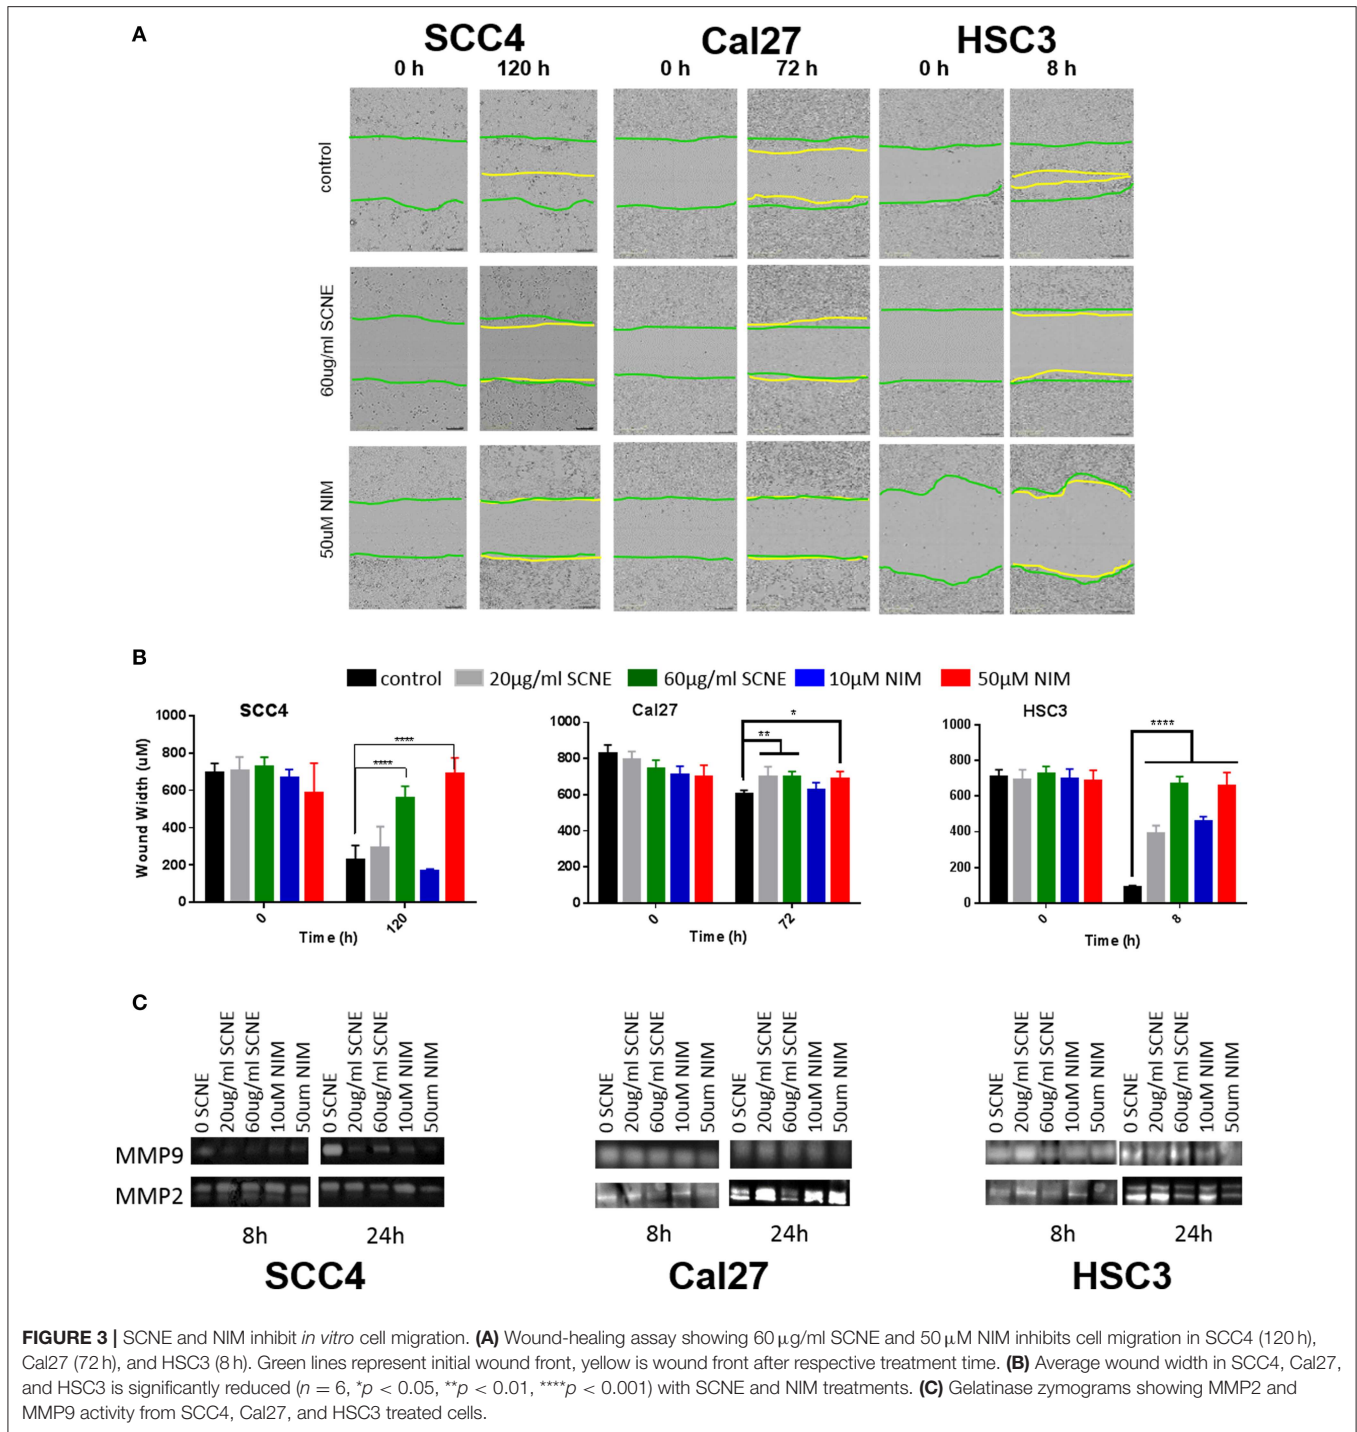 A
SCC4 Cal27 HSC3
0 h 120 h 0 h 72 h 0 h 8 h
control
60ug/ml SCNE
50uM NIM
B
control 20µg/ml SCNE 60µg/ml SCNE 10µM NIM 50µM NIM
SCC4
Wound Width (uM)
1000
800
600
400
200
0
****
****
0 120
Time (h)
Cal27
1000
800
600
400
200
0
*
**
0 72
Time (h)
HSC3
1000
800
600
400
200
0
****
0 8
Time (h)
C
0 SCNE 20ug/ml SCNE 60ug/ml SCNE 10uM NIM 50um NIM 0 SCNE 20ug/ml SCNE 60ug/ml SCNE 10uM NIM 50um NIM
0 SCNE 20ug/ml SCNE 60ug/ml SCNE 10uM NIM 50um NIM 0 SCNE 20ug/ml SCNE 60ug/ml SCNE 10uM NIM 50um NIM
0 SCNE 20ug/ml SCNE 60ug/ml SCNE 10uM NIM 50um NIM 0 SCNE 20ug/ml SCNE 60ug/ml SCNE 10uM NIM 50um NIM
MMP9
MMP2
8h 24h 8h 24h 8h 24h
SCC4 Cal27 HSC3
FIGURE 3 | SCNE and NIM inhibit in vitro cell migration. (A) Wound-healing assay showing 60 µg/ml SCNE and 50 µM NIM inhibits cell migration in SCC4 (120 h),
Cal27 (72 h), and HSC3 (8 h). Green lines represent initial wound front, yellow is wound front after respective treatment time. (B) Average wound width in SCC4, Cal27,
and HSC3 is significantly reduced (n = 6, *p < 0.05, **p < 0.01, ****p < 0.001) with SCNE and NIM treatments. (C) Gelatinase zymograms showing MMP2 and
MMP9 activity from SCC4, Cal27, and HSC3 treated cells.